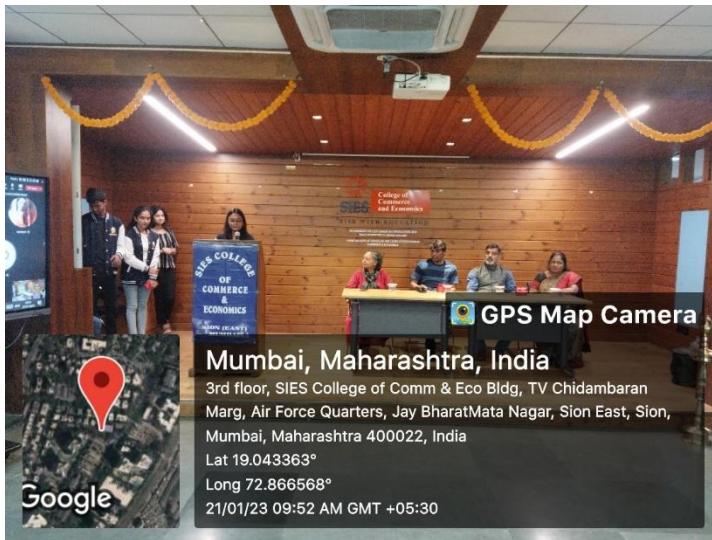 SIES
College of
Commerce
and Economics
RISE WITH EDUCATION
SIES COLLEGE
OF
COMMERCE
&
ECONOMICS
SION (EAST)
GPS Map Camera
Mumbai, Maharashtra, India
3rd floor, SIES College of Comm & Eco Bldg, TV Chidambaran
Marg, Air Force Quarters, Jay BharatMata Nagar, Sion East, Sion,
Mumbai, Maharashtra 400022, India
Lat 19.043363°
Long 72.866568°
21/01/23 09:52 AM GMT +05:30
Google